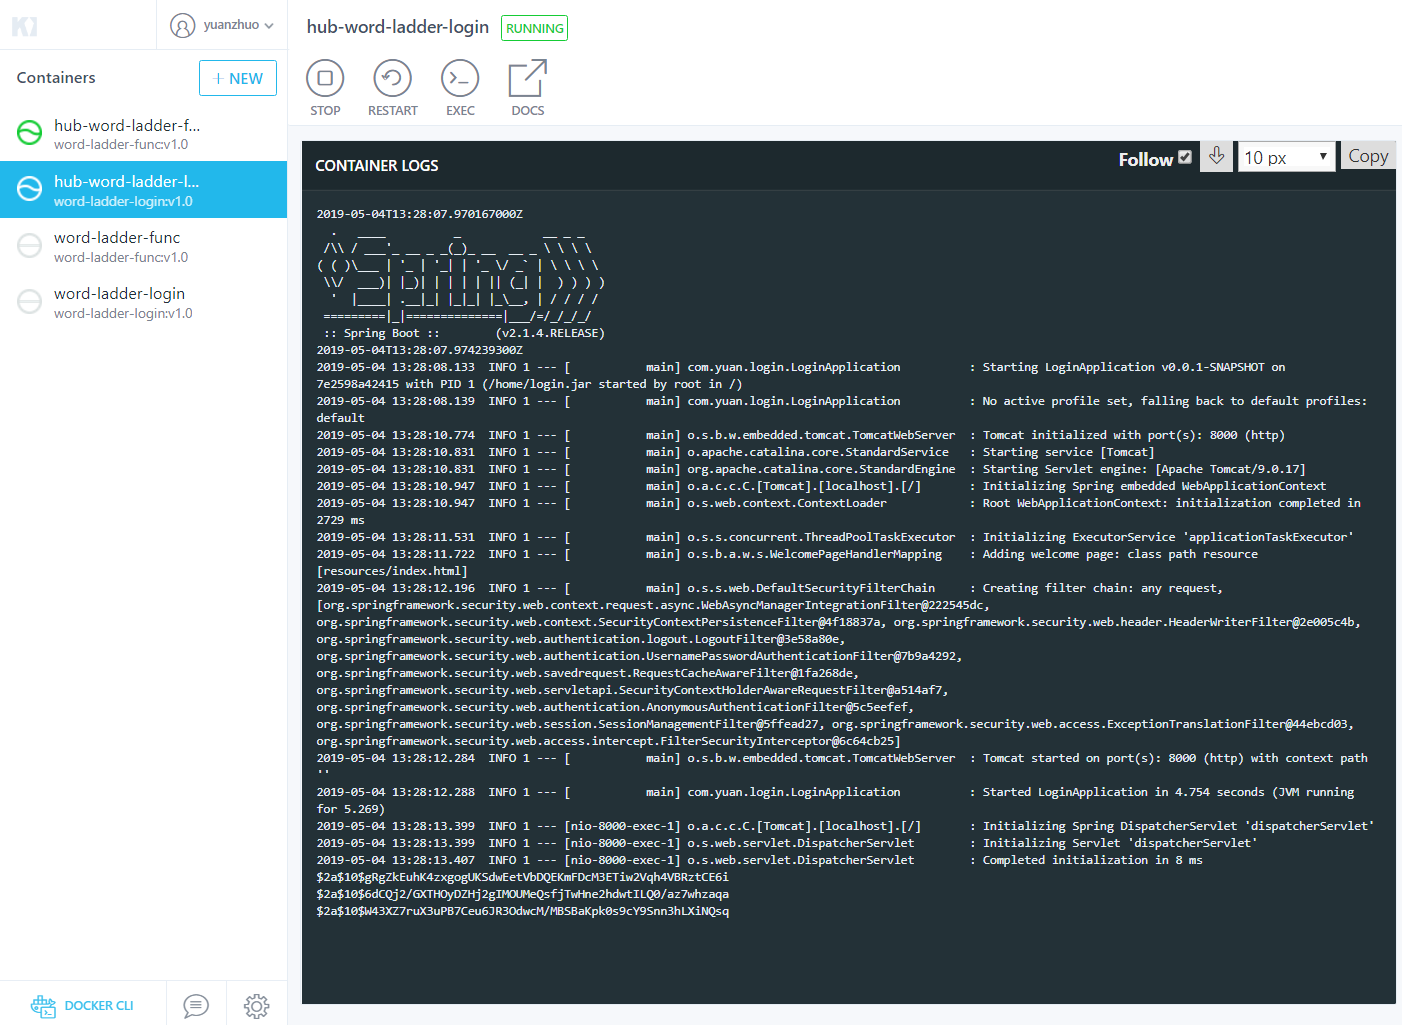 yuanzhuo
Containers
+ NEW
hub-word-ladder-f...
word-ladder-func:v1.0
hub-word-ladder-l...
word-ladder-login:v1.0
word-ladder-func
word-ladder-func:v1.0
word-ladder-login
word-ladder-login:v1.0
DOCKER CLI
hub-word-ladder-login RUNNING
STOP RESTART EXEC DOCS
CONTAINER LOGS Follow 10 px Copy
2019-05-04T13:28:07.970167000Z
  .   ____          _            __ _ _
 /\\ / ___'_ __ _ _(_)_ __  __ _ \ \ \ \
( ( )\___ | '_ | '_| | '_ \/ _` | \ \ \ \
 \\/  ___)| |_)| | | | | || (_| |  ) ) ) )
  '  |____| .__|_| |_|_| |_\__, | / / / /
 =========|_|==============|___/=/_/_/_/
 :: Spring Boot ::        (v2.1.4.RELEASE)
2019-05-04T13:28:07.974239300Z
2019-05-04 13:28:08.133  INFO 1 --- [           main] com.yuan.login.LoginApplication          : Starting LoginApplication v0.0.1-SNAPSHOT on
7e2598a42415 with PID 1 (/home/login.jar started by root in /)
2019-05-04 13:28:08.139  INFO 1 --- [           main] com.yuan.login.LoginApplication          : No active profile set, falling back to default profiles:
default
2019-05-04 13:28:10.774  INFO 1 --- [           main] o.s.b.w.embedded.tomcat.TomcatWebServer  : Tomcat initialized with port(s): 8000 (http)
2019-05-04 13:28:10.831  INFO 1 --- [           main] o.apache.catalina.core.StandardService   : Starting service [Tomcat]
2019-05-04 13:28:10.831  INFO 1 --- [           main] org.apache.catalina.core.StandardEngine  : Starting Servlet engine: [Apache Tomcat/9.0.17]
2019-05-04 13:28:10.947  INFO 1 --- [           main] o.a.c.c.C.[Tomcat].[localhost].[/]       : Initializing Spring embedded WebApplicationContext
2019-05-04 13:28:10.947  INFO 1 --- [           main] o.s.web.context.ContextLoader            : Root WebApplicationContext: initialization completed in
2729 ms
2019-05-04 13:28:11.531  INFO 1 --- [           main] o.s.s.concurrent.ThreadPoolTaskExecutor  : Initializing ExecutorService 'applicationTaskExecutor'
2019-05-04 13:28:11.722  INFO 1 --- [           main] o.s.b.a.w.s.WelcomePageHandlerMapping    : Adding welcome page: class path resource
[resources/index.html]
2019-05-04 13:28:12.196  INFO 1 --- [           main] o.s.s.web.DefaultSecurityFilterChain     : Creating filter chain: any request,
[org.springframework.security.web.context.request.async.WebAsyncManagerIntegrationFilter@222545dc,
org.springframework.security.web.context.SecurityContextPersistenceFilter@4f18837a, org.springframework.security.web.header.HeaderWriterFilter@2e005c4b,
org.springframework.security.web.authentication.logout.LogoutFilter@3e58a80e,
org.springframework.security.web.authentication.UsernamePasswordAuthenticationFilter@7b9a4292,
org.springframework.security.web.savedrequest.RequestCacheAwareFilter@1fa268de,
org.springframework.security.web.servletapi.SecurityContextHolderAwareRequestFilter@a514af7,
org.springframework.security.web.authentication.AnonymousAuthenticationFilter@5c5eefef,
org.springframework.security.web.session.SessionManagementFilter@5ffead27, org.springframework.security.web.access.ExceptionTranslationFilter@44ebcd03,
org.springframework.security.web.access.intercept.FilterSecurityInterceptor@6c64cb25]
2019-05-04 13:28:12.284  INFO 1 --- [           main] o.s.b.w.embedded.tomcat.TomcatWebServer  : Tomcat started on port(s): 8000 (http) with context path
''
2019-05-04 13:28:12.288  INFO 1 --- [           main] com.yuan.login.LoginApplication          : Started LoginApplication in 4.754 seconds (JVM running
for 5.269)
2019-05-04 13:28:13.399  INFO 1 --- [nio-8000-exec-1] o.a.c.c.C.[Tomcat].[localhost].[/]       : Initializing Spring DispatcherServlet 'dispatcherServlet'
2019-05-04 13:28:13.399  INFO 1 --- [nio-8000-exec-1] o.s.web.servlet.DispatcherServlet        : Initializing Servlet 'dispatcherServlet'
2019-05-04 13:28:13.407  INFO 1 --- [nio-8000-exec-1] o.s.web.servlet.DispatcherServlet        : Completed initialization in 8 ms
$2a$10$gRgZkEuhK4zxgogUKSdwEetVbDQEKmFDcM3ETiw2Vqh4VBRztCE6i
$2a$10$6dCQj2/GXTHOyDZHj2gIMOUMeQsfjTwHne2hdwtILQ0/az7whzaqa
$2a$10$W43XZ7ruX3uPB7Ceu6JR3OdwcM/MBSBaKpk0s9cY9Snn3hLXiNQsq